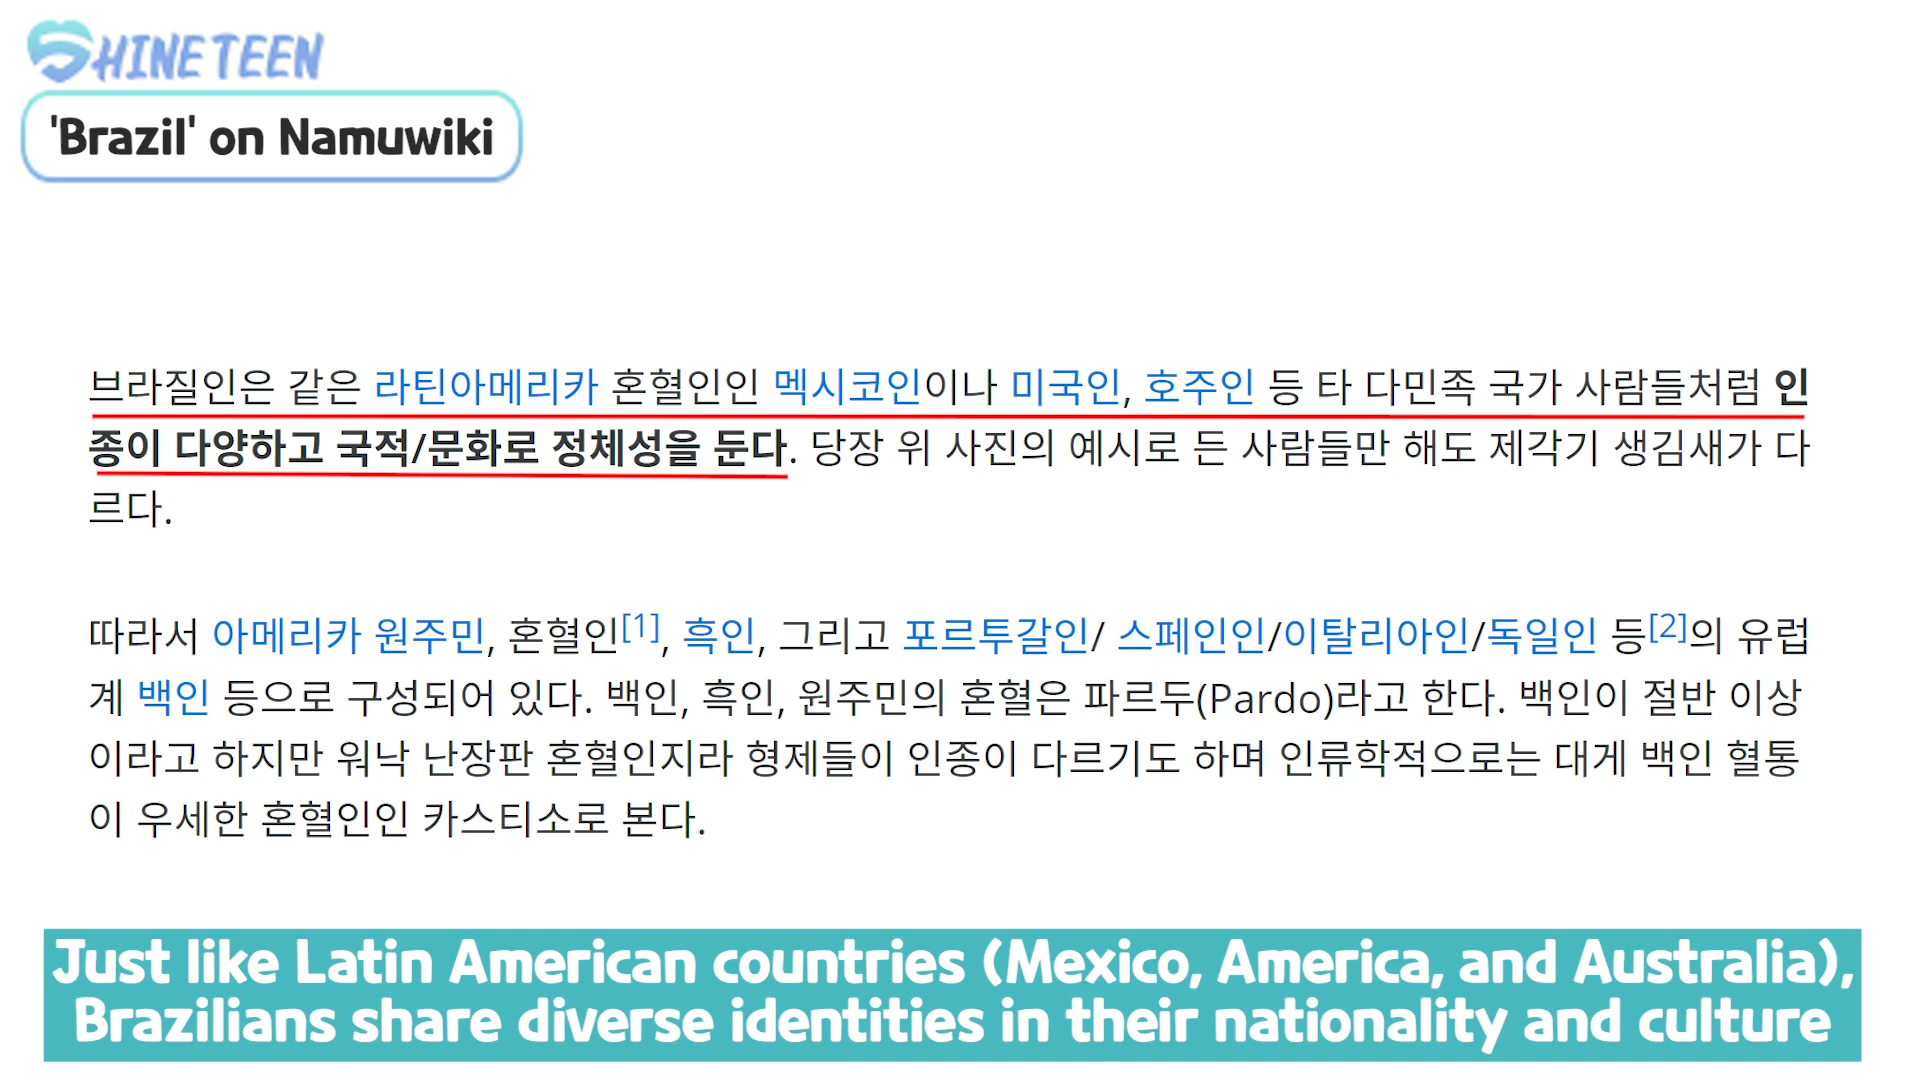 SHINETEEN
'Brazil' on Namuwiki
브라질인은 같은 라틴아메리카 혼혈인인 멕시코인이나 미국인, 호주인 등 타 다민족 국가 사람들처럼 인
종이 다양하고 국적/문화로 정체성을 둔다. 당장 위 사진의 예시로 든 사람들만 해도 제각기 생김새가 다
르다.
따라서 아메리카 원주민, 혼혈인[1], 흑인, 그리고 포르투갈인/ 스페인인/이탈리아인/독일인 등[2]의 유럽
계 백인 등으로 구성되어 있다. 백인, 흑인, 원주민의 혼혈은 파르두(Pardo)라고 한다. 백인이 절반 이상
이라고 하지만 워낙 난장판 혼혈인지라 형제들이 인종이 다르기도 하며 인류학적으로는 대게 백인 혈통
이 우세한 혼혈인인 카스티소로 본다.
Just like Latin American countries (Mexico, America, and Australia),
Brazilians share diverse identities in their nationality and culture